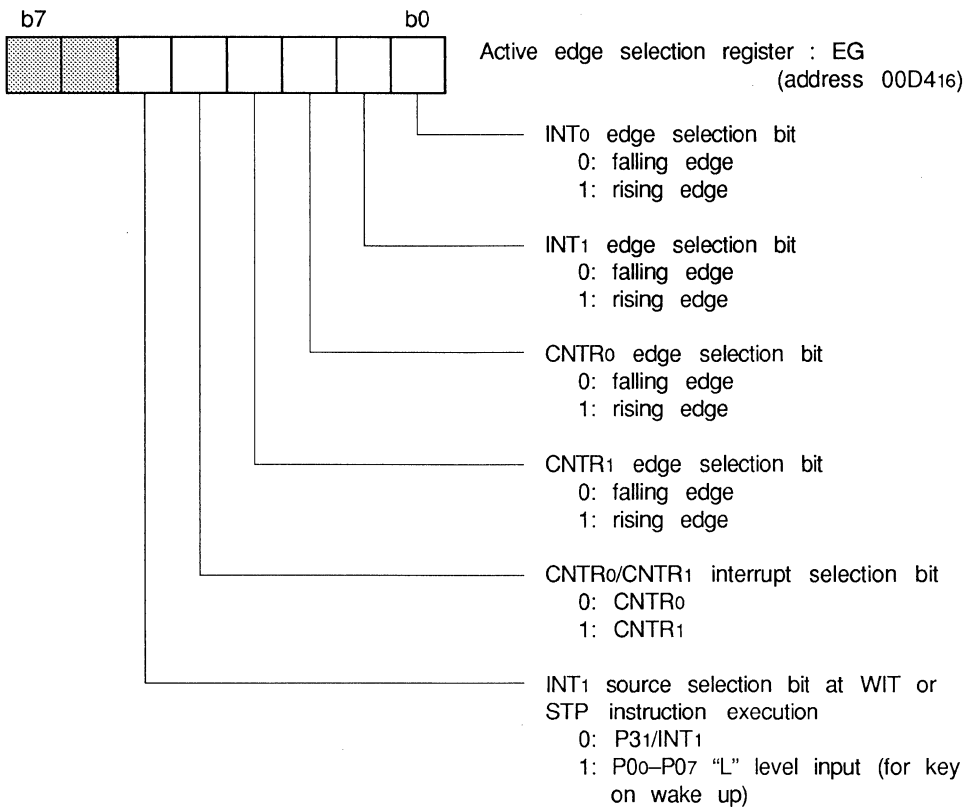 b7 b0
Active edge selection register : EG
(address 00D416)
INT0 edge selection bit
0: falling edge
1: rising edge
INT1 edge selection bit
0: falling edge
1: rising edge
CNTR0 edge selection bit
0: falling edge
1: rising edge
CNTR1 edge selection bit
0: falling edge
1: rising edge
CNTR0/CNTR1 interrupt selection bit
0: CNTR0
1: CNTR1
INT1 source selection bit at WIT or
STP instruction execution
0: P31/INT1
1: P00–P07 “L” level input (for key
on wake up)